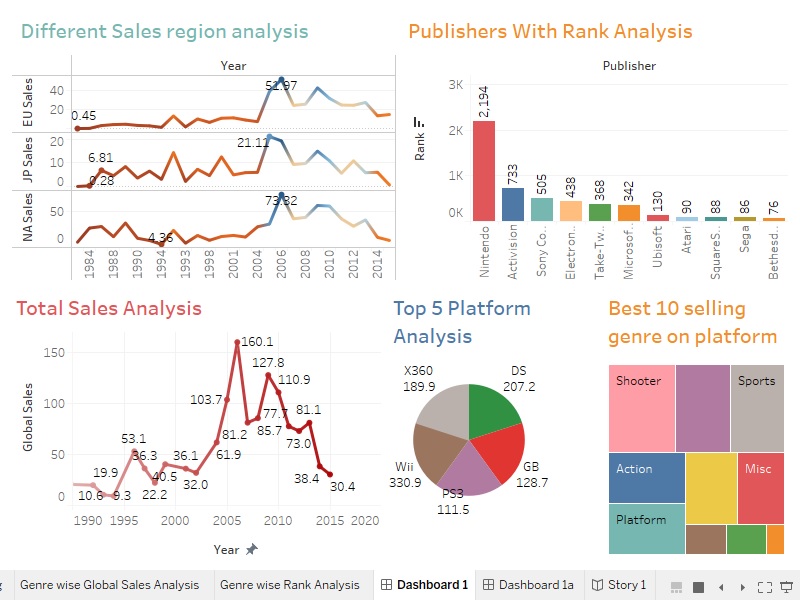 Different Sales region analysis
Publishers With Rank Analysis
Year
EU Sales
40
20
0.45
51.97
JP Sales
20
10
0
21.11
6.81
0.28
NA Sales
50
0
4.36
73.32
1984
1988
1990
1992
1994
1993
1998
2001
2004
2006
2008
2010
2012
2014
Publisher
Rank
3K
2K
1K
0K
2,194
733
505
438
368
342
130
90
88
86
76
Nintendo
Activision
Sony Co..
Electron..
Take-Tw..
Microsof..
Ubisoft
Atari
SquareS..
Sega
Bethesd..
Total Sales Analysis
Global Sales
150
100
50
0
160.1
127.8
110.9
103.7
77.7
81.1
81.2
85.7
73.0
61.9
53.1
36.3
36.1
19.9
40.5
32.0
38.4
30.4
10.6
9.3
22.2
1990
1995
2000
2005
2010
2015
2020
Year
Top 5 Platform
Analysis
X360
189.9
DS
207.2
Wii
330.9
GB
128.7
PS3
111.5
Best 10 selling
genre on platform
Shooter
Sports
Action
Misc
Platform
Genre wise Global Sales Analysis
Genre wise Rank Analysis
Dashboard 1
Dashboard 1a
Story 1